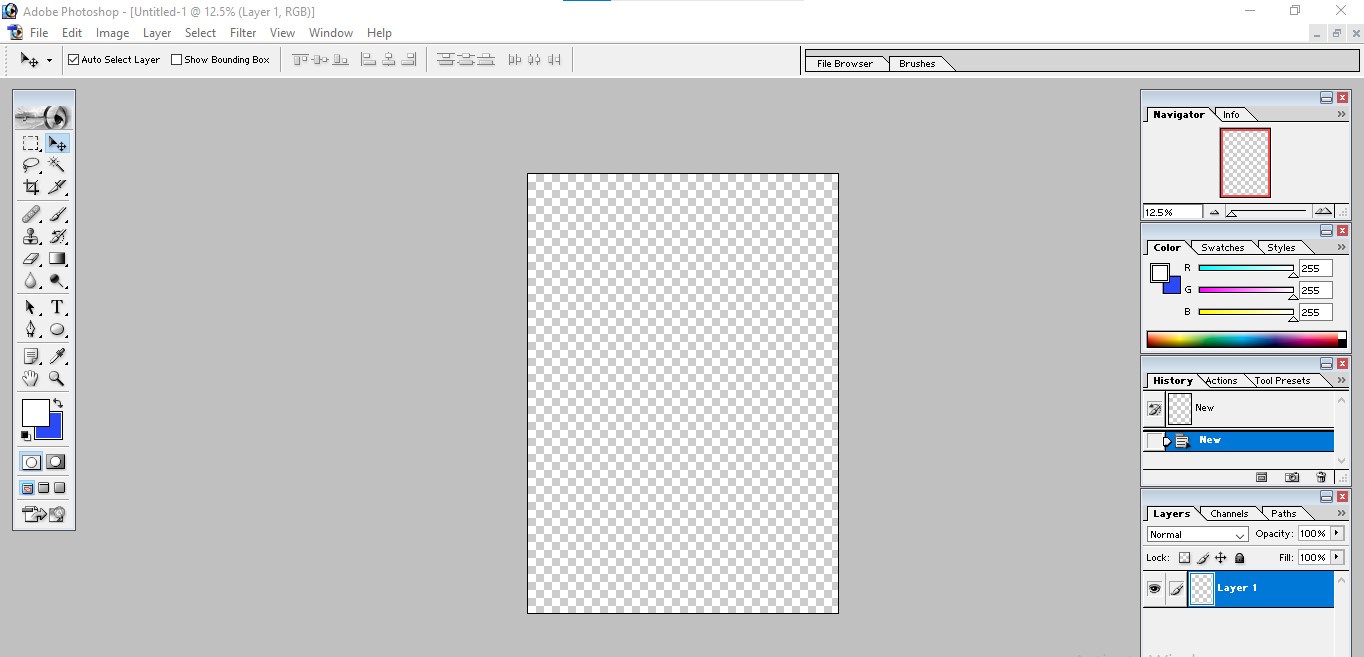 Adobe Photoshop - [Untitled-1 @ 12.5% (Layer 1, RGB)]
File Edit Image Layer Select Filter View Window Help
Auto Select Layer Show Bounding Box
File Browser Brushes
Navigator Info
12.5%
Color Swatches Styles
R 255
G 255
B 255
T
History Actions Tool Presets
New
New
Layers Channels Paths
Normal Opacity: 100%
Lock: Fill: 100%
Layer 1